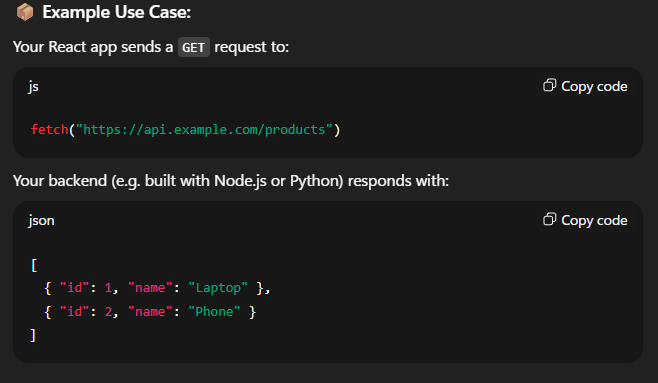 📦 Example Use Case:
Your React app sends a GET request to:
js Copy code
fetch("https://api.example.com/products")
Your backend (e.g. built with Node.js or Python) responds with:
json Copy code
[
  { "id": 1, "name": "Laptop" },
  { "id": 2, "name": "Phone" }
]